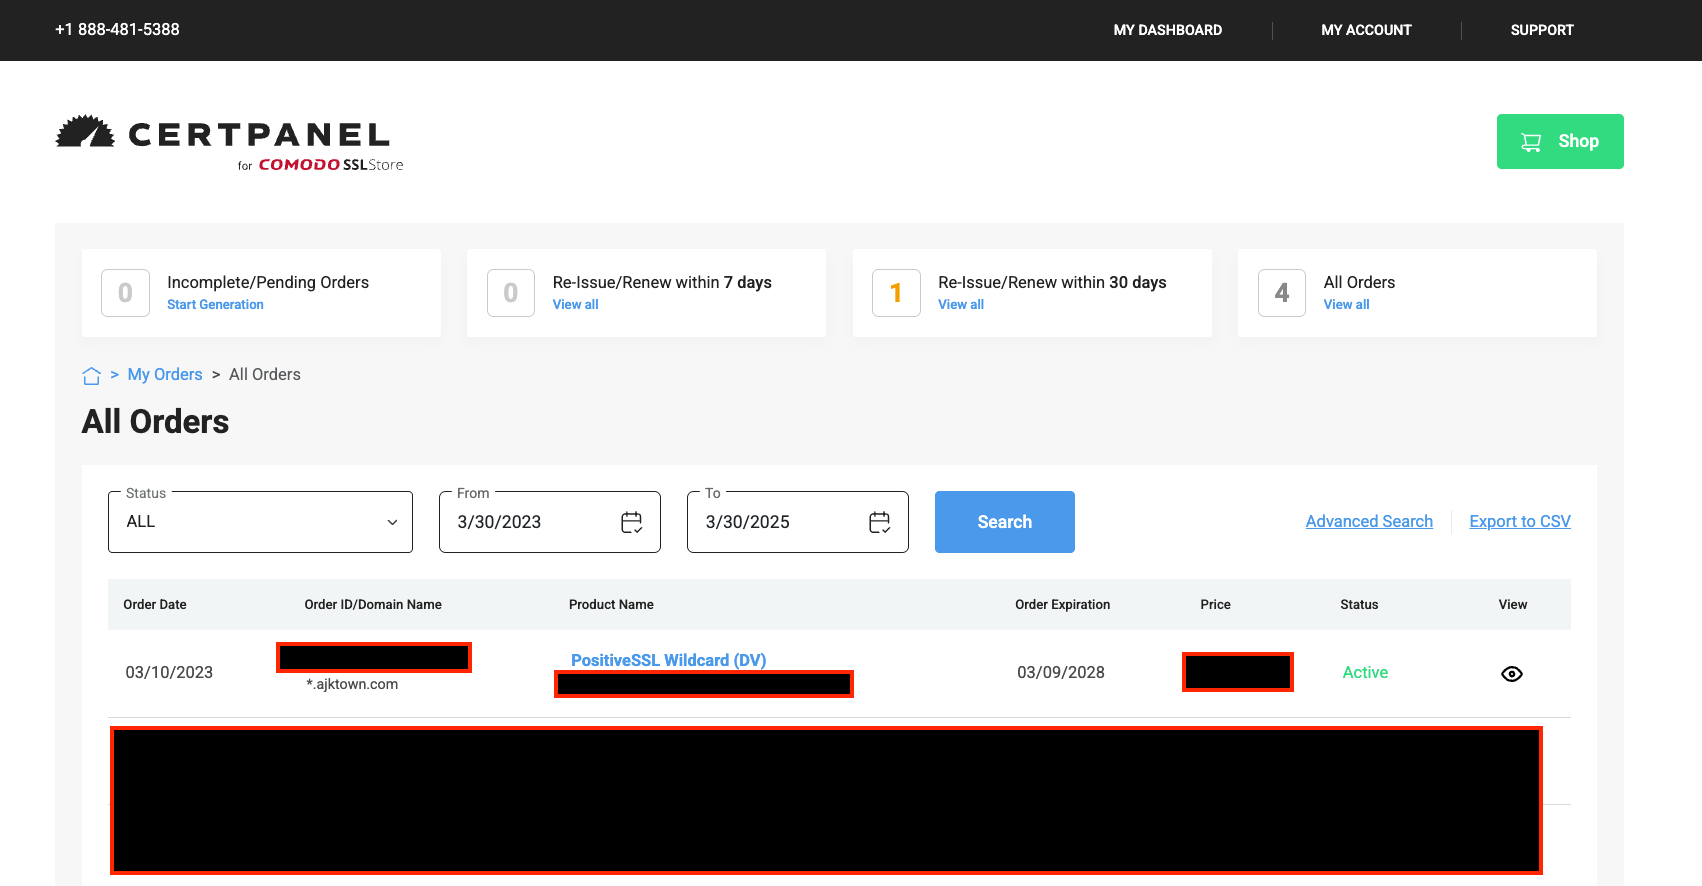 +1 888-481-5388 MY DASHBOARD MY ACCOUNT SUPPORT
CERTPANEL
for COMODO SSLStore
Shop
0 Incomplete/Pending Orders
Start Generation
0 Re-Issue/Renew within 7 days
View all
1 Re-Issue/Renew within 30 days
View all
4 All Orders
View all
> My Orders > All Orders
All Orders
Status
ALL
From
3/30/2023
To
3/30/2025
Search
Advanced Search
Export to CSV
Order Date Order ID/Domain Name Product Name Order Expiration Price Status View
03/10/2023
*.ajktown.com
PositiveSSL Wildcard (DV)
03/09/2028
Active